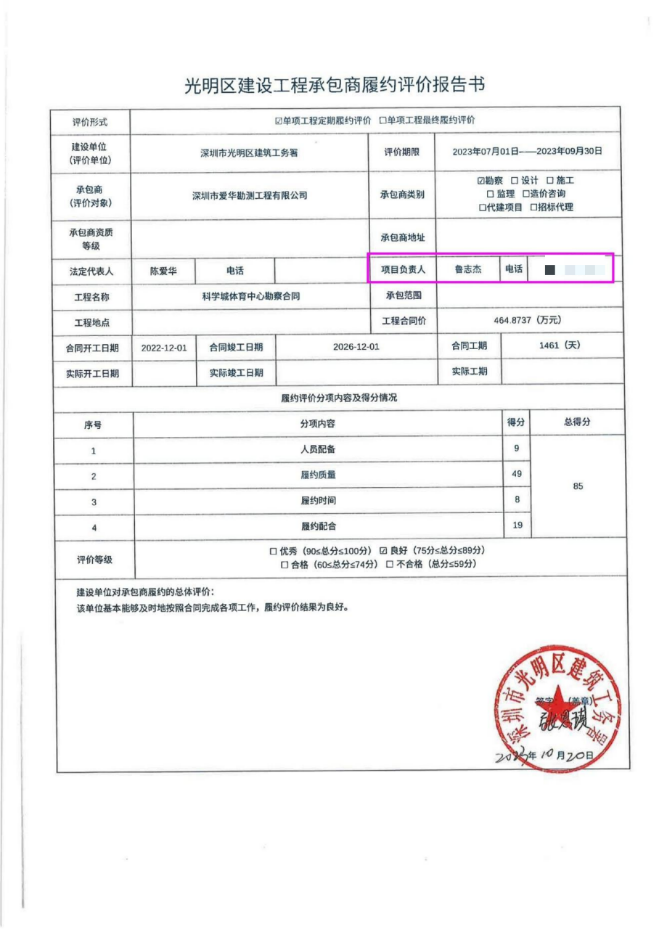 光明区建设工程承包商履约评价报告书
评价形式 ☑单项工程定期履约评价 ☐单项工程最终履约评价
建设单位
(评价单位) 深圳市光明区建筑工务署 评价期限 2023年07月01日——2023年09月30日
承包商
(评价对象) 深圳市爱华勘测工程有限公司 承包商类别 ☑勘察 ☐ 设计 ☐ 施工
☐ 监理 ☐造价咨询
☐代建项目 ☐招标代理
承包商资质
等级 承包商地址
法定代表人 陈爱华 电话 项目负责人 鲁志杰 电话
工程名称 科学城体育中心勘察合同 承包范围
工程地点 工程合同价 464.8737 (万元)
合同开工日期 2022-12-01 合同竣工日期 2026-12-01 合同工期 1461 (天)
实际开工日期 实际竣工日期 实际工期
履约评价分项内容及得分情况
序号 分项内容 得分 总得分
1 人员配备 9
2 履约质量 49
85
3 履约时间 8
4 履约配合 19
评价等级 ☐ 优秀 (90≤总分≤100分) ☑ 良好 (75分≤总分≤89分)
☐ 合格 (60≤总分≤74分) ☐ 不合格 (总分≤59分)
建设单位对承包商履约的总体评价:
该单位基本能够及时地按照合同完成各项工作，履约评价结果为良好。
深圳市光明区建筑工务署
签字 (盖章)
2023年10月20日